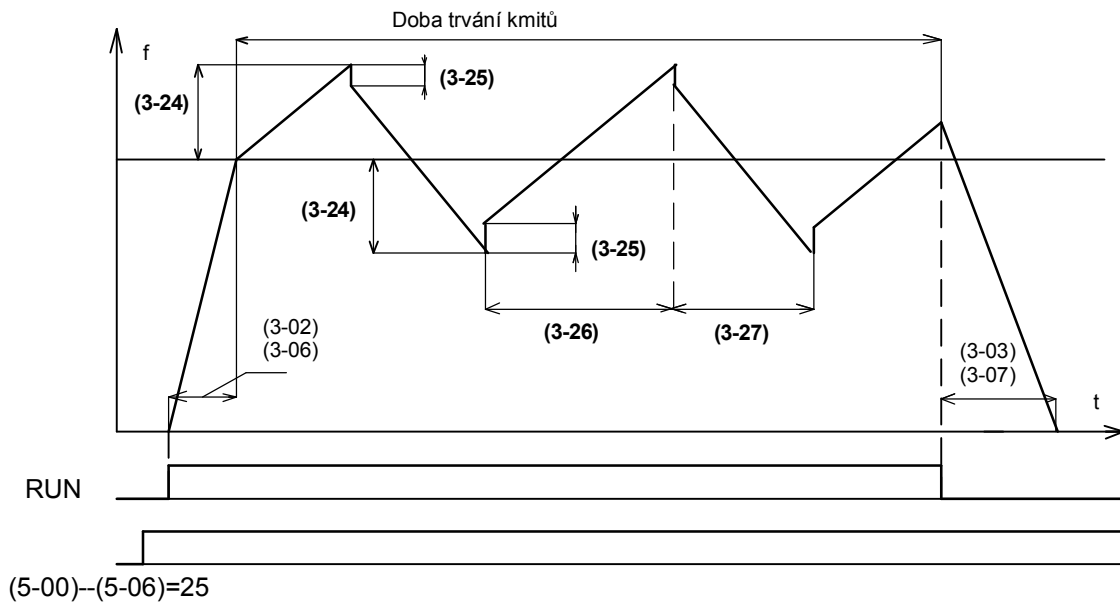 Doba trvání kmitů
f
(3-24)
(3-25)
(3-24)
(3-25)
(3-26)
(3-27)
(3-02)
(3-06)
(3-03)
(3-07)
t
RUN
(5-00)--(5-06)=25